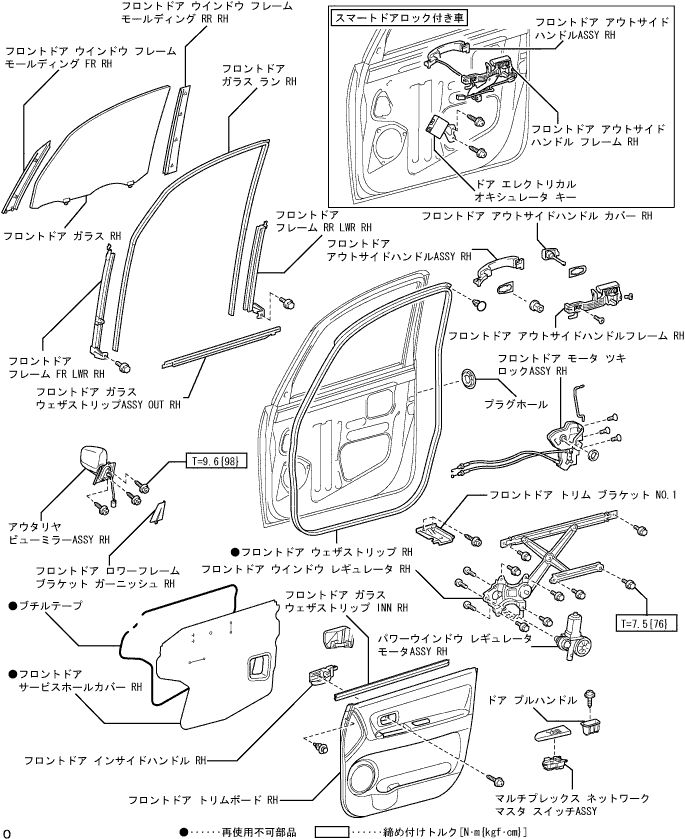 フロントドア ウインドウ フレーム
モールディング RR RH
フロントドア ウインドウ フレーム
モールディング FR RH
フロントドア
ガラス ラン RH
スマートドアロック付き車
フロントドア アウトサイド
ハンドルASSY RH
フロントドア アウトサイド
ハンドル フレーム RH
ドア エレクトリカル
オキシュレータ キー
フロントドア ガラス RH
フロントドア
フレーム RR LWR RH
フロントドア
アウトサイドハンドルASSY RH
フロントドア アウトサイドハンドル カバー RH
フロントドア アウトサイドハンドルフレーム RH
フロントドア
フレーム FR LWR RH
フロントドア ガラス
ウェザストリップASSY OUT RH
フロントドア モータ ツキ
ロックASSY RH
プラグホール
T=9.6{98}
アウタリヤ
ビューミラーASSY RH
フロントドア トリム ブラケット NO.1
フロントドア ロワーフレーム
ブラケット ガーニッシュ RH
●フロントドア ウェザストリップ RH
フロントドア ウインドウ レギュレータ RH
フロントドア ガラス
ウェザストリップ INN RH
●ブチルテープ
T=7.5{76}
パワーウインドウ レギュレータ
モータASSY RH
●フロントドア
サービスホールカバー RH
ドア プルハンドル
フロントドア インサイドハンドル RH
フロントドア トリムボード RH
マルチプレックス ネットワーク
マスタ スイッチASSY
O
●‥‥‥再使用不可部品
‥‥‥締め付けトルク[N・m{kgf・cm}]